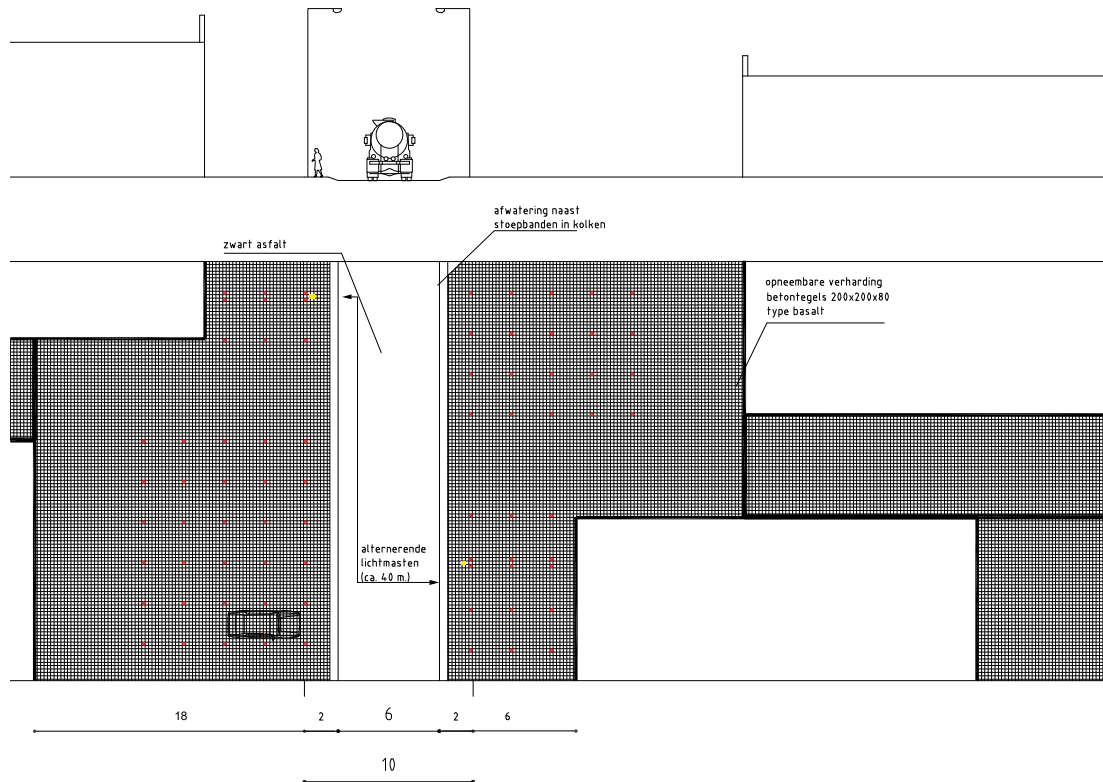 afwatering naast
stoepbanden in kolken
zwart asfalt
opneembare verharding
betontegels 200x200x80
type basalt
alternerende
lichtmasten
(ca. 40 m.)
18
2
6
2
6
10